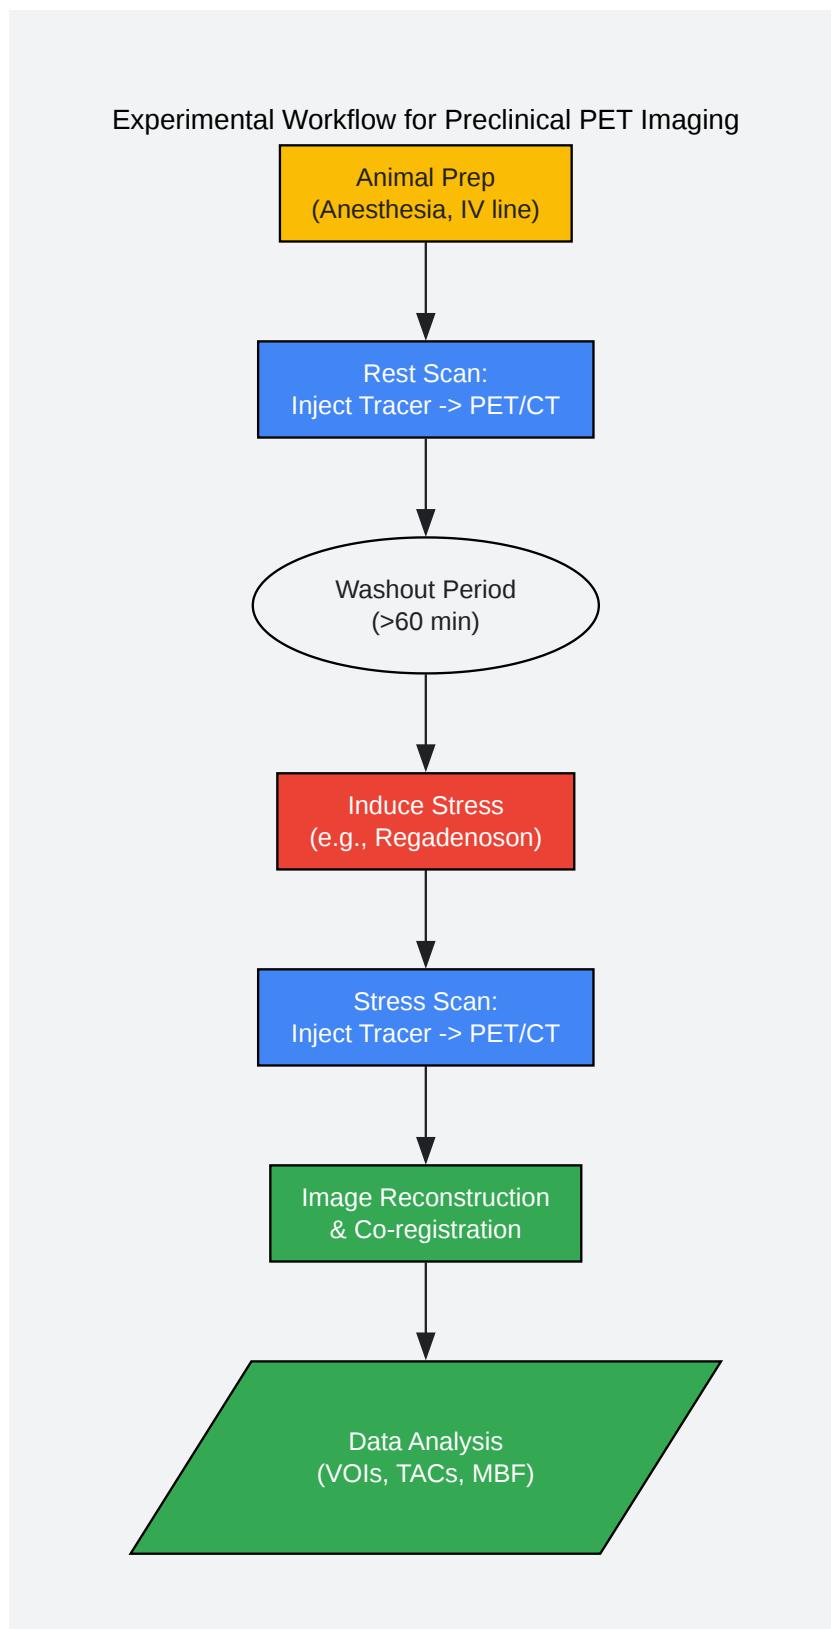 Experimental Workflow for Preclinical PET Imaging
Animal Prep
(Anesthesia, IV line)
Rest Scan:
Inject Tracer -> PET/CT
Washout Period
(>60 min)
Induce Stress
(e.g., Regadenoson)
Stress Scan:
Inject Tracer -> PET/CT
Image Reconstruction
& Co-registration
Data Analysis
(VOIs, TACs, MBF)